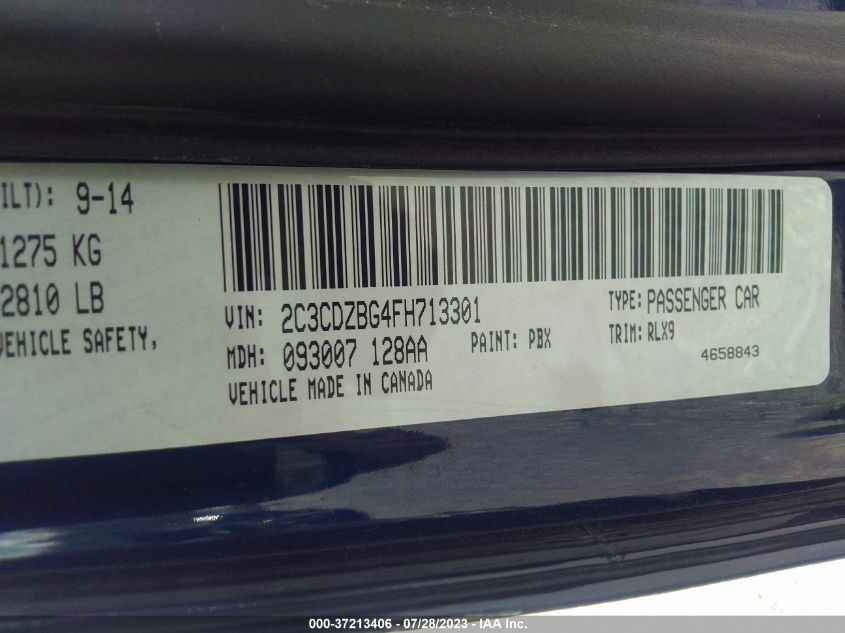 ILT): 9-14
1275 KG
2810 LB
VEHICLE SAFETY,
VIN: 2C3CDZBG4FH713301
TYPE: PASSENGER CAR
MDH: 093007 128AA
PAINT: PBX
TRIM: RLX9
VEHICLE MADE IN CANADA
4658843
000-37213406 - 07/28/2023 - IAA Inc.